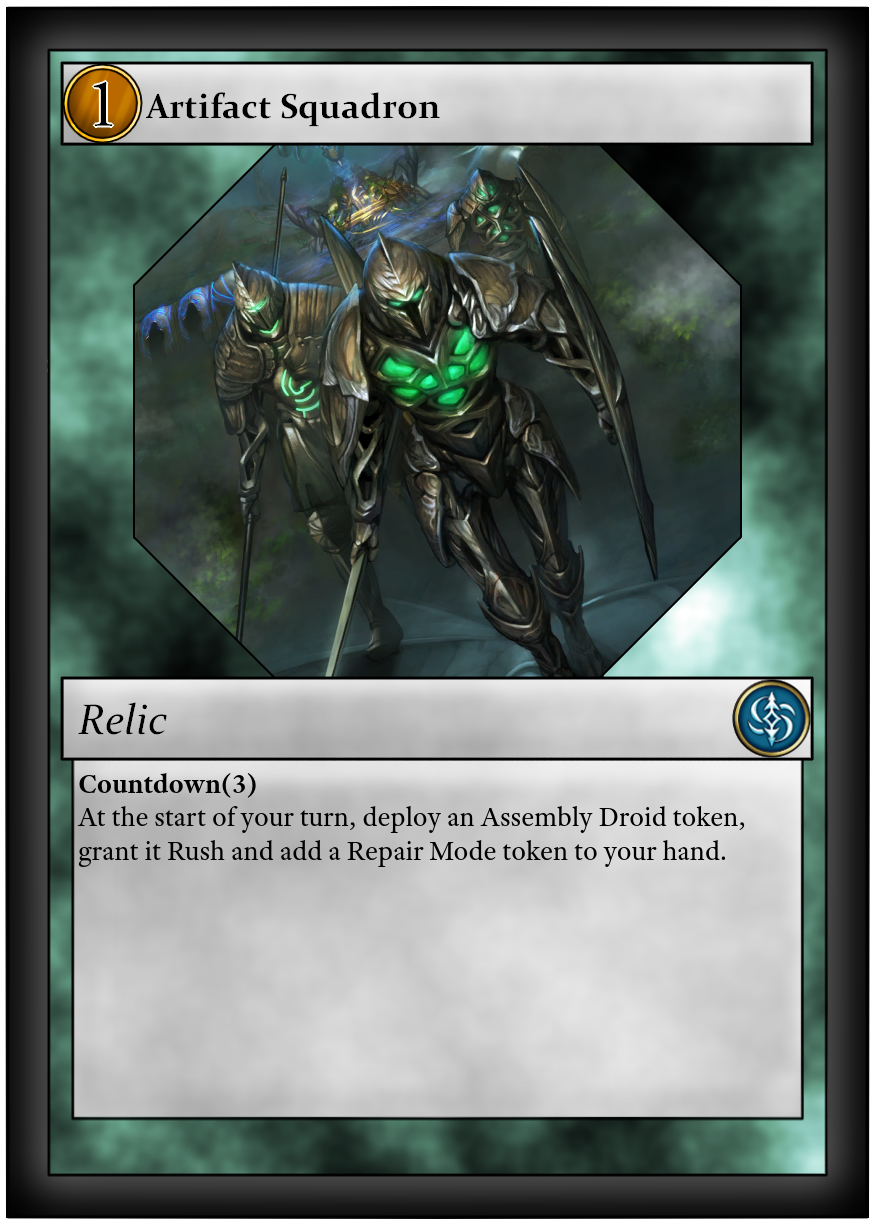 1
Artifact Squadron
Relic
Countdown(3)
At the start of your turn, deploy an Assembly Droid token,
grant it Rush and add a Repair Mode token to your hand.